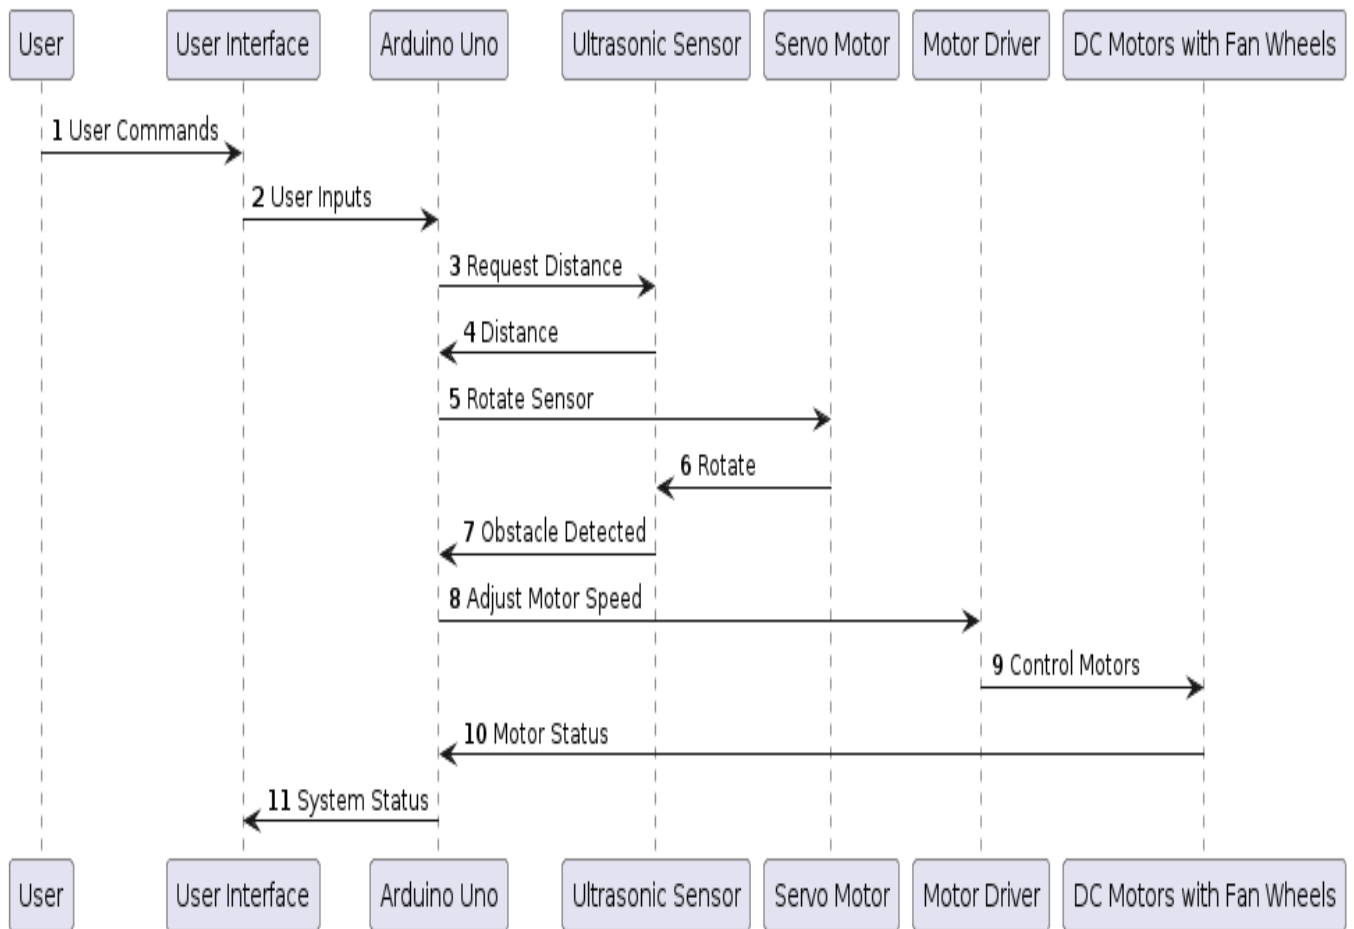 User
User Interface
Arduino Uno
Ultrasonic Sensor
Servo Motor
Motor Driver
DC Motors with Fan Wheels
1 User Commands
2 User Inputs
3 Request Distance
4 Distance
5 Rotate Sensor
6 Rotate
7 Obstacle Detected
8 Adjust Motor Speed
9 Control Motors
10 Motor Status
11 System Status
User
User Interface
Arduino Uno
Ultrasonic Sensor
Servo Motor
Motor Driver
DC Motors with Fan Wheels